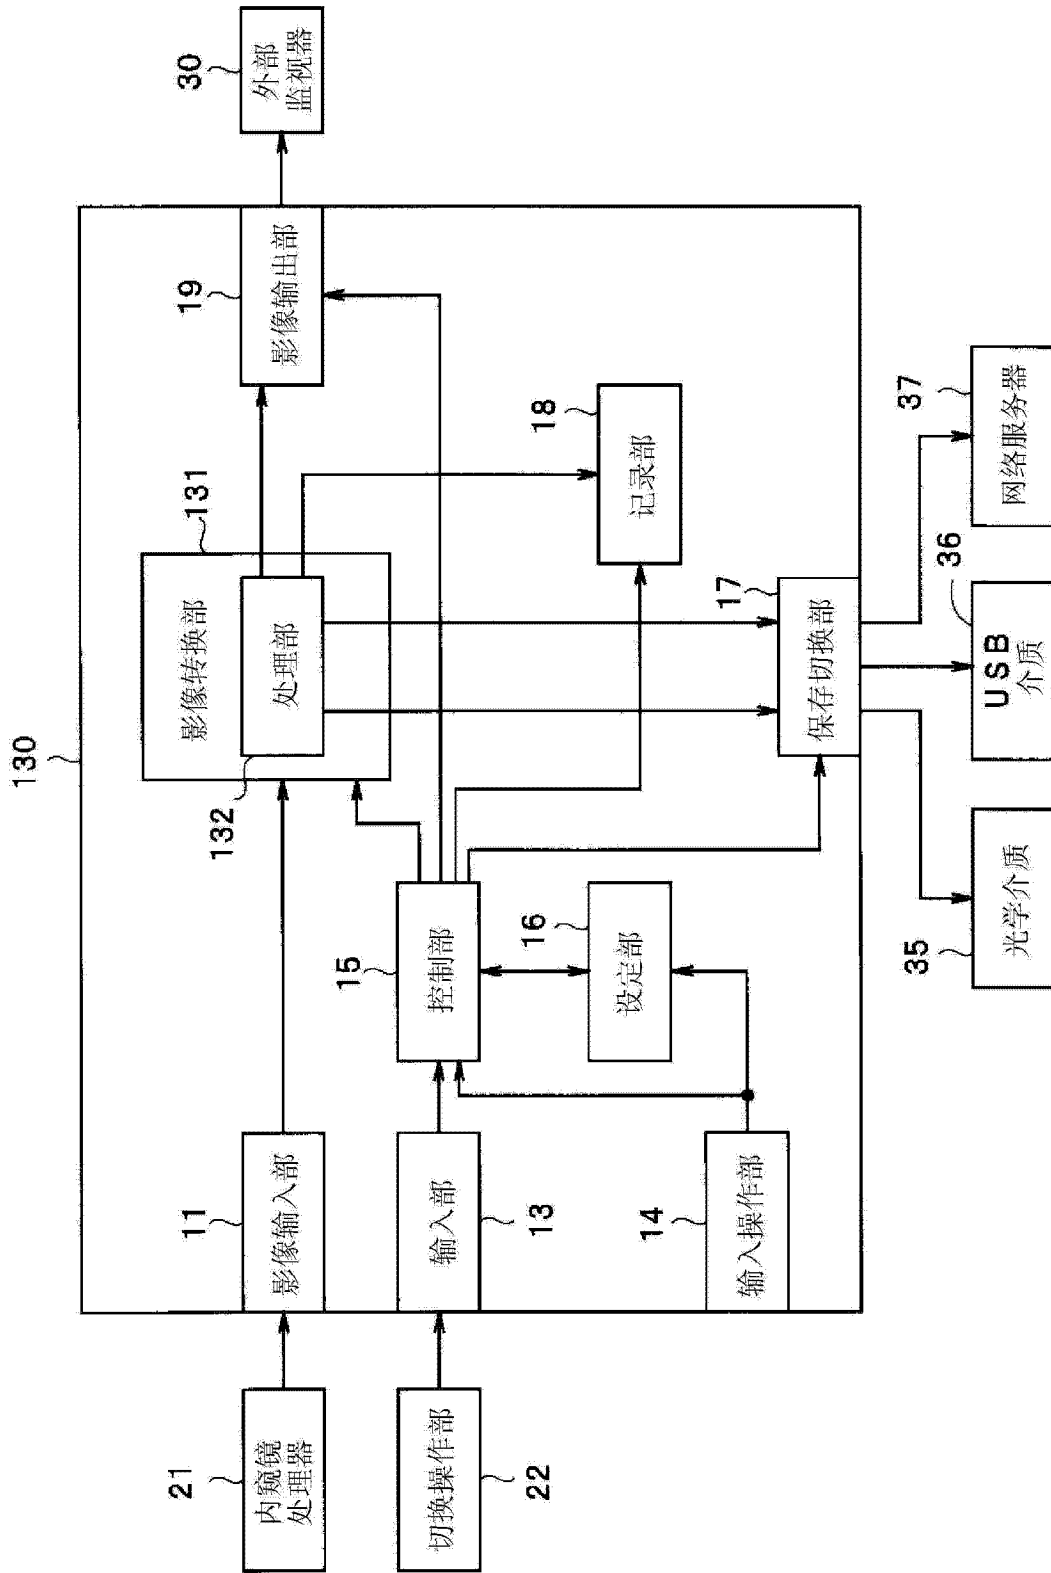 130
21
内窥镜
处理器
11
影像输入部
132
131
影像转换部
处理部
19
影像输出部
30
外部
监视器
22
切换操作部
13
输入部
15
控制部
16
设定部
18
记录部
14
输入操作部
17
保存切换部
35
光学介质
36
USB
介质
37
网络服务器